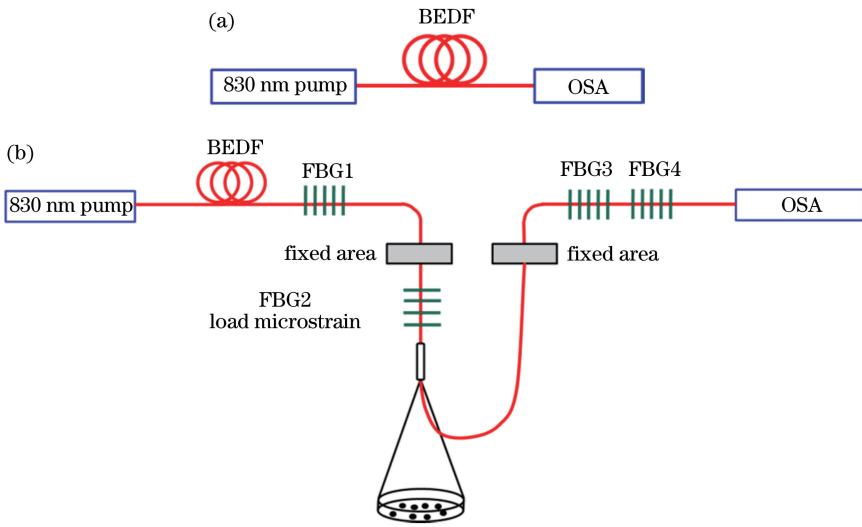 (a)
BEDF
830 nm pump
OSA
(b)
BEDF
FBG1
FBG3
FBG4
830 nm pump
OSA
fixed area
fixed area
FBG2
load microstrain